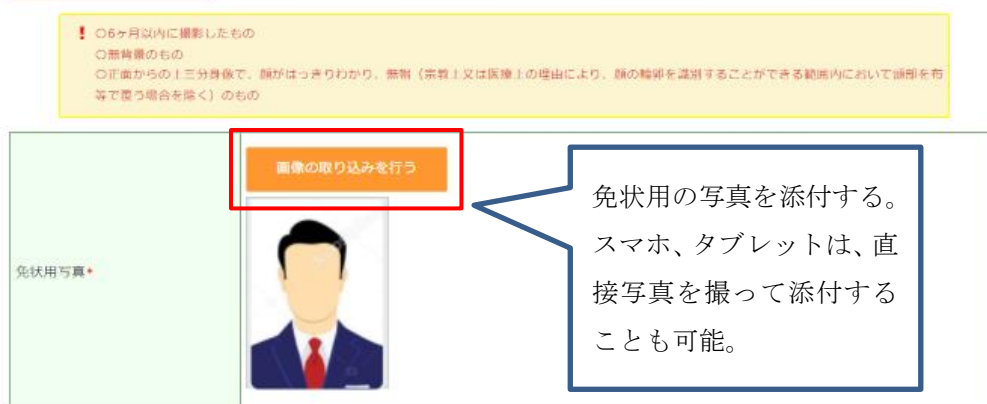 ! ○6ヶ月以内に撮影したもの
○無背景のもの
○正面からの上三分身像で、顔がはっきりわかり、無帽（宗教上又は医療上の理由により、顔の輪郭を識別することができる範囲内において頭部を布
等で覆う場合を除く）のもの
画像の取り込みを行う
免状用写真*
免状用の写真を添付する。
スマホ、タブレットは、直
接写真を撮って添付する
ことも可能。